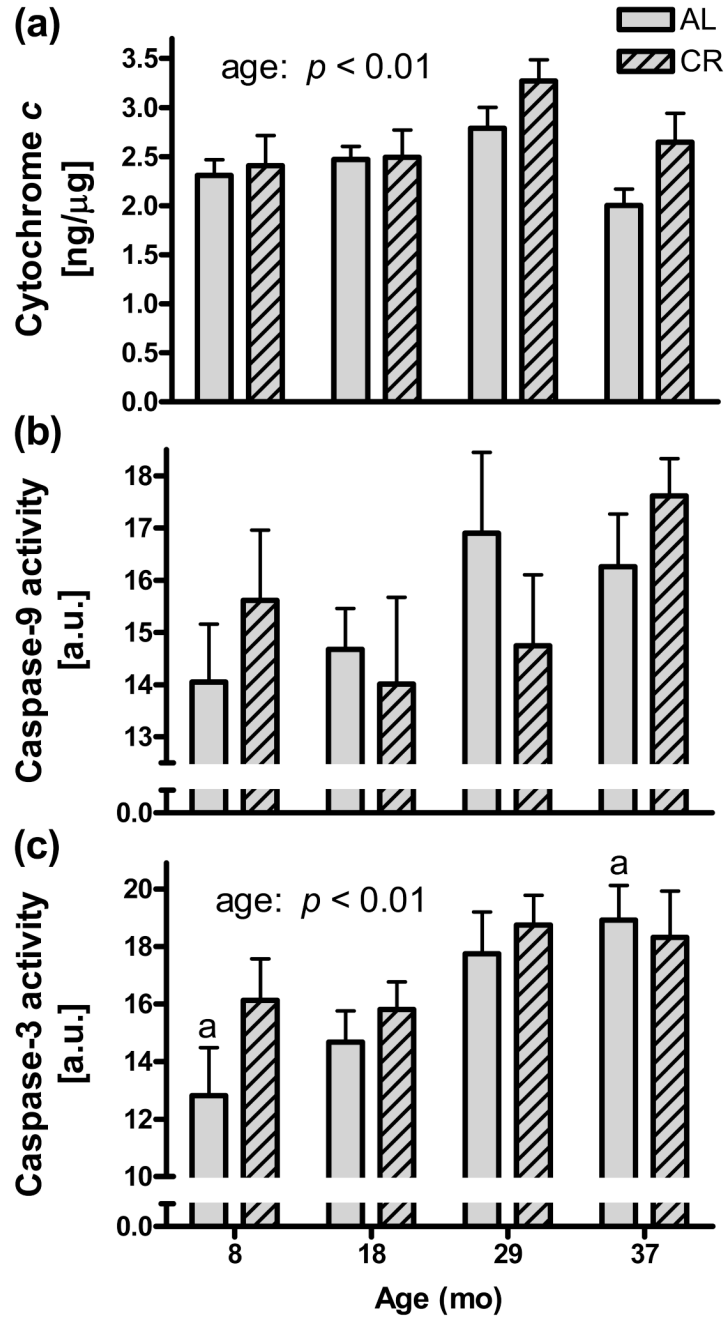 (a)
AL
CR
age: p < 0.01
Cytochrome c
[ng/µg]
3.5
3.0
2.5
2.0
1.5
1.0
0.5
0.0
(b)
Caspase-9 activity
[a.u.]
18
17
16
15
14
13
0.0
(c)
age: p < 0.01
a
a
Caspase-3 activity
[a.u.]
20
18
16
14
12
10
0.0
8 18 29 37
Age (mo)